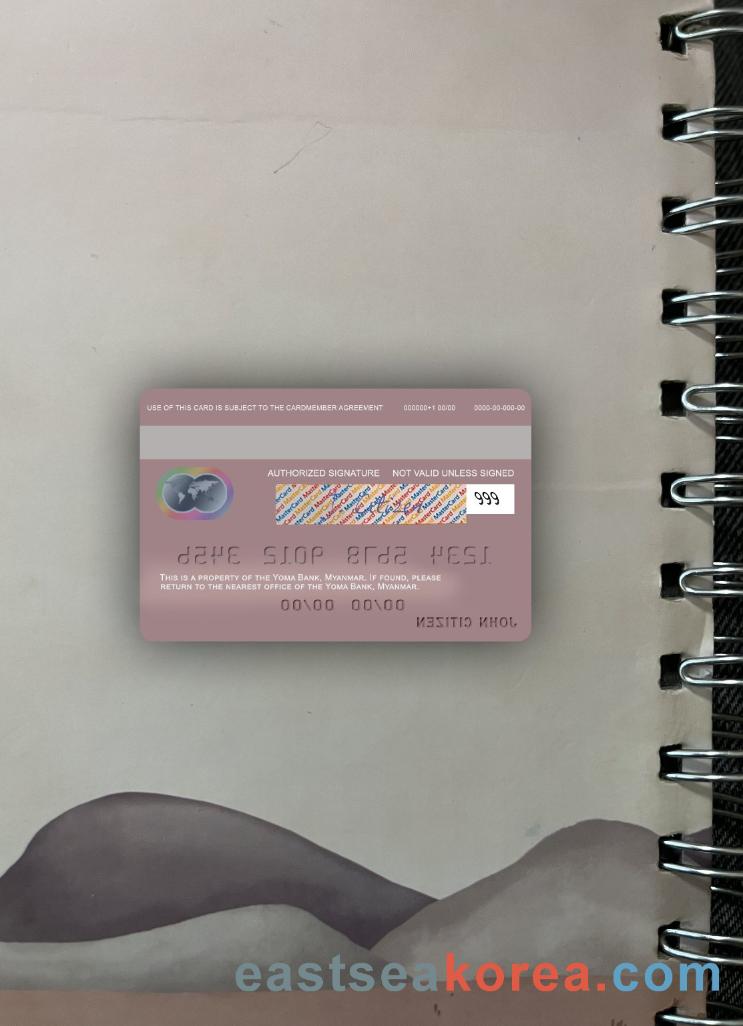 USE OF THIS CARD IS SUBJECT TO THE CARDMEMBER AGREEMENT 000000+1 00/00 0000-00-000-00
AUTHORIZED SIGNATURE NOT VALID UNLESS SIGNED
MasterCard MasterCard MasterCard
999
1234 5678 9012 3456
THIS IS A PROPERTY OF THE YOMA BANK, MYANMAR. IF FOUND, PLEASE
RETURN TO THE NEAREST OFFICE OF THE YOMA BANK, MYANMAR.
00/00 00/00
JOHN CITIZEN
eastseakorea.com